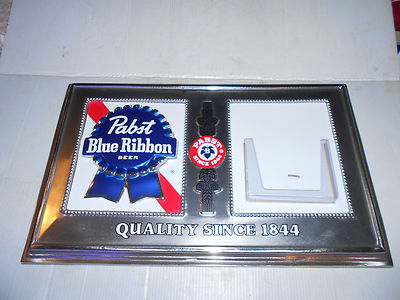 Pabst
Blue Ribbon
BEER
PABST
SINCE 1844
QUALITY SINCE 1844